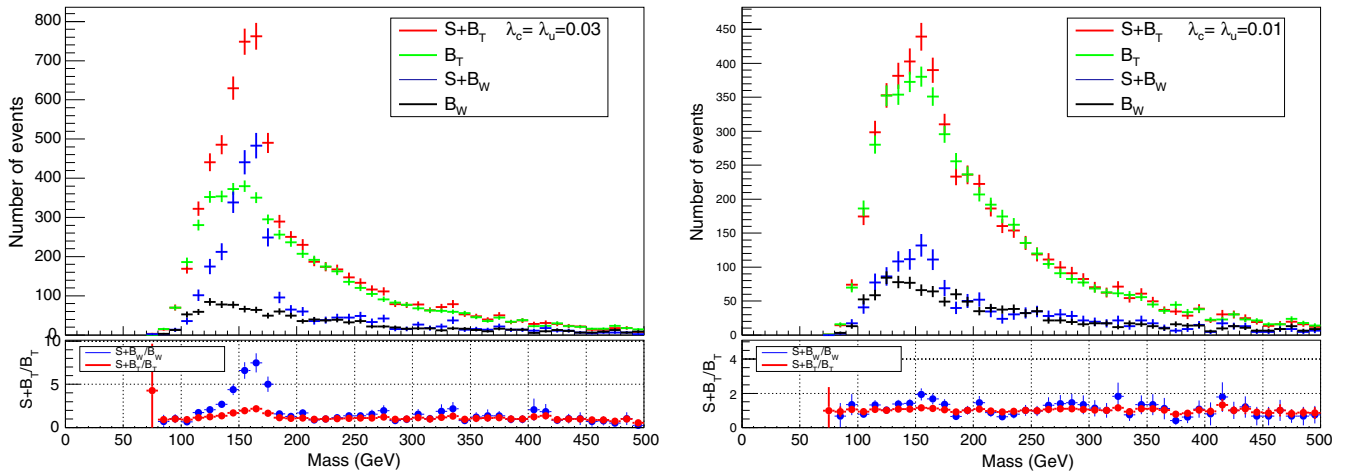 800
700
600
500
400
300
200
100
0
Number of events
S+B_T λ_c= λ_u=0.03
B_T
S+B_W
B_W
10
5
S+B_T/B_T
S+B_W/B_W
S+B_T/B_T
0 50 100 150 200 250 300 350 400 450 500
Mass (GeV)
450
400
350
300
250
200
150
100
50
0
Number of events
S+B_T λ_c= λ_u=0.01
B_T
S+B_W
B_W
4
2
0
S+B_T/B_T
S+B_W/B_W
S+B_T/B_T
0 50 100 150 200 250 300 350 400 450 500
Mass (GeV)